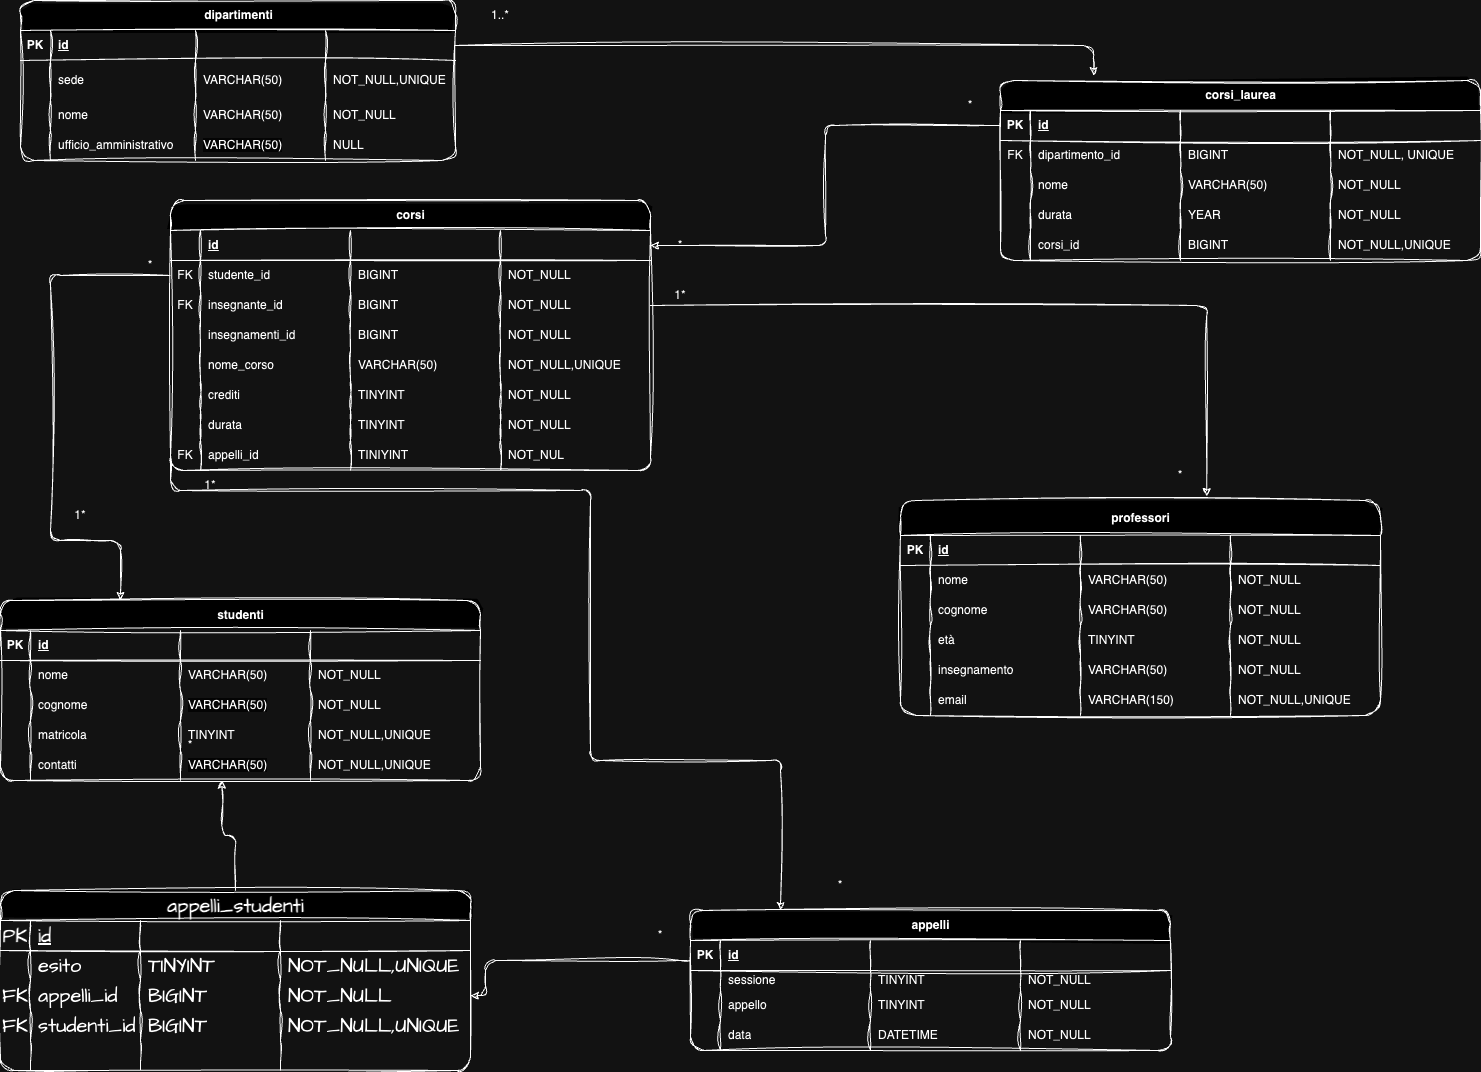 dipartimenti
1..*
PK id
sede VARCHAR(50) NOT_NULL,UNIQUE
nome VARCHAR(50) NOT_NULL
ufficio_amministrativo VARCHAR(50) NULL
corsi_laurea
*
PK id
FK dipartimento_id BIGINT NOT_NULL, UNIQUE
nome VARCHAR(50) NOT_NULL
durata YEAR NOT_NULL
corsi_id BIGINT NOT_NULL,UNIQUE
corsi
id
*
*
FK studente_id BIGINT NOT_NULL
FK insegnante_id BIGINT NOT_NULL
1*
insegnamenti_id BIGINT NOT_NULL
nome_corso VARCHAR(50) NOT_NULL,UNIQUE
crediti TINYINT NOT_NULL
durata TINYINT NOT_NULL
FK appelli_id TINIYINT NOT_NUL
1*
*
1*
professori
PK id
nome VARCHAR(50) NOT_NULL
cognome VARCHAR(50) NOT_NULL
età TINYINT NOT_NULL
insegnamento VARCHAR(50) NOT_NULL
email VARCHAR(150) NOT_NULL,UNIQUE
studenti
PK id
nome VARCHAR(50) NOT_NULL
cognome VARCHAR(50) NOT_NULL
matricola TINYINT NOT_NULL,UNIQUE
*
contatti VARCHAR(50) NOT_NULL,UNIQUE
appelli_studenti
PK id
esito TINYINT NOT_NULL,UNIQUE
FK appelli_id BIGINT NOT_NULL
FK studenti_id BIGINT NOT_NULL,UNIQUE
*
*
appelli
PK id
sessione TINYINT NOT_NULL
appello TINYINT NOT_NULL
data DATETIME NOT_NULL